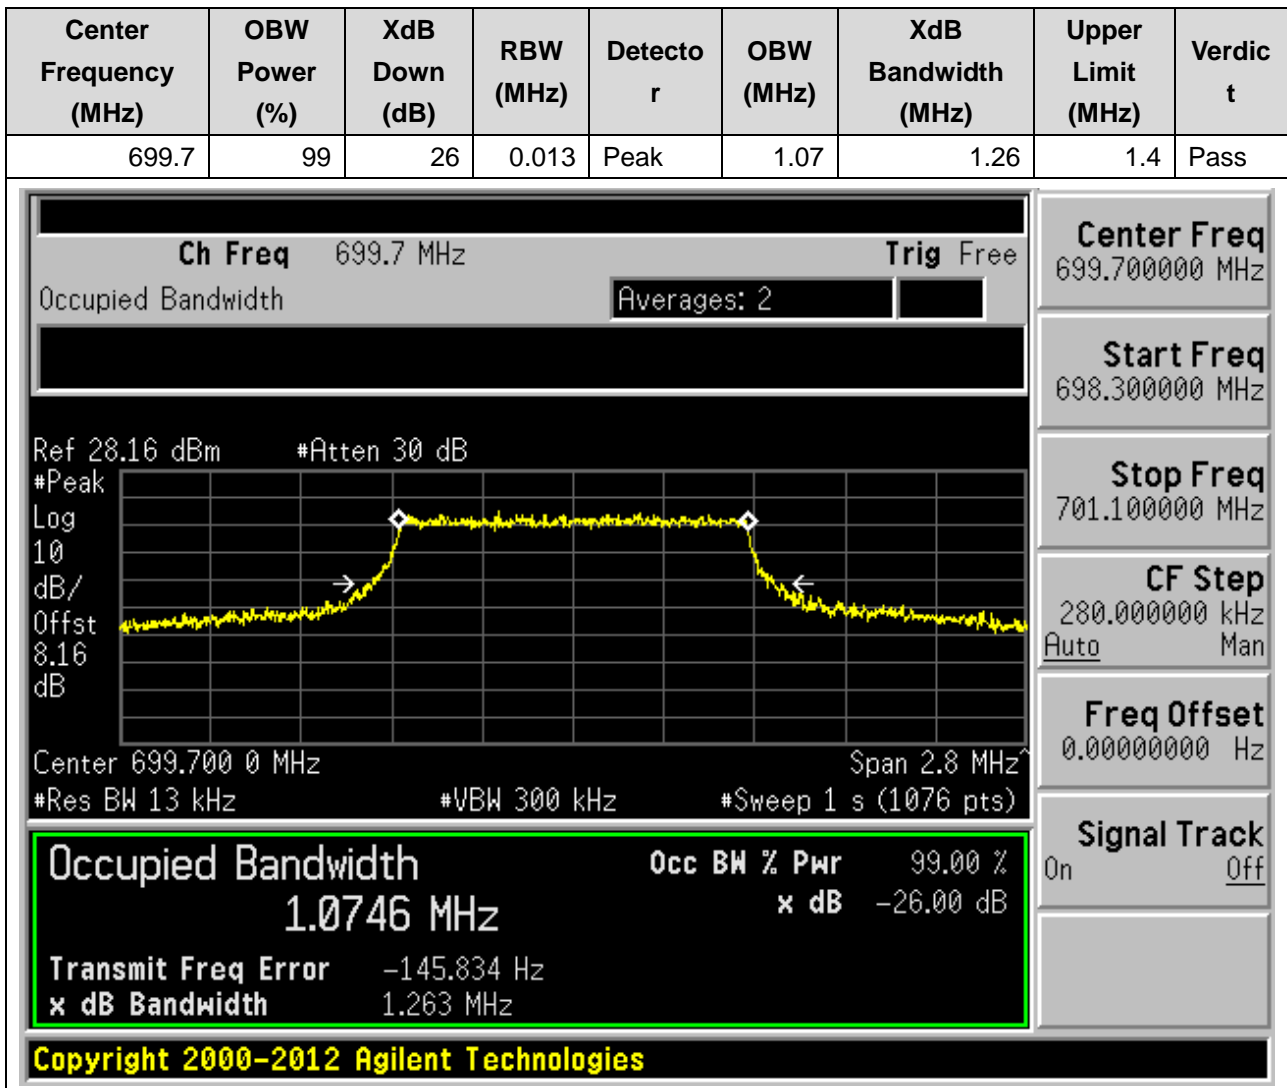 Center Frequency (MHz) OBW Power (%) XdB Down (dB) RBW (MHz) Detector OBW (MHz) XdB Bandwidth (MHz) Upper Limit (MHz) Verdict
699.7 99 26 0.013 Peak 1.07 1.26 1.4 Pass
Ch Freq 699.7 MHz Trig Free
Occupied Bandwidth Averages: 2
Ref 28.16 dBm #Atten 30 dB
#Peak
Log
10
dB/
Offst
8.16
dB
Center 699.700 0 MHz Span 2.8 MHz^
#Res BW 13 kHz #VBW 300 kHz #Sweep 1 s (1076 pts)
Occupied Bandwidth Occ BW % Pwr 99.00 %
1.0746 MHz x dB -26.00 dB
Transmit Freq Error -145.834 Hz
x dB Bandwidth 1.263 MHz
Copyright 2000-2012 Agilent Technologies
Center Freq
699.700000 MHz
Start Freq
698.300000 MHz
Stop Freq
701.100000 MHz
CF Step
280.000000 kHz
Auto Man
Freq Offset
0.00000000 Hz
Signal Track
On Off